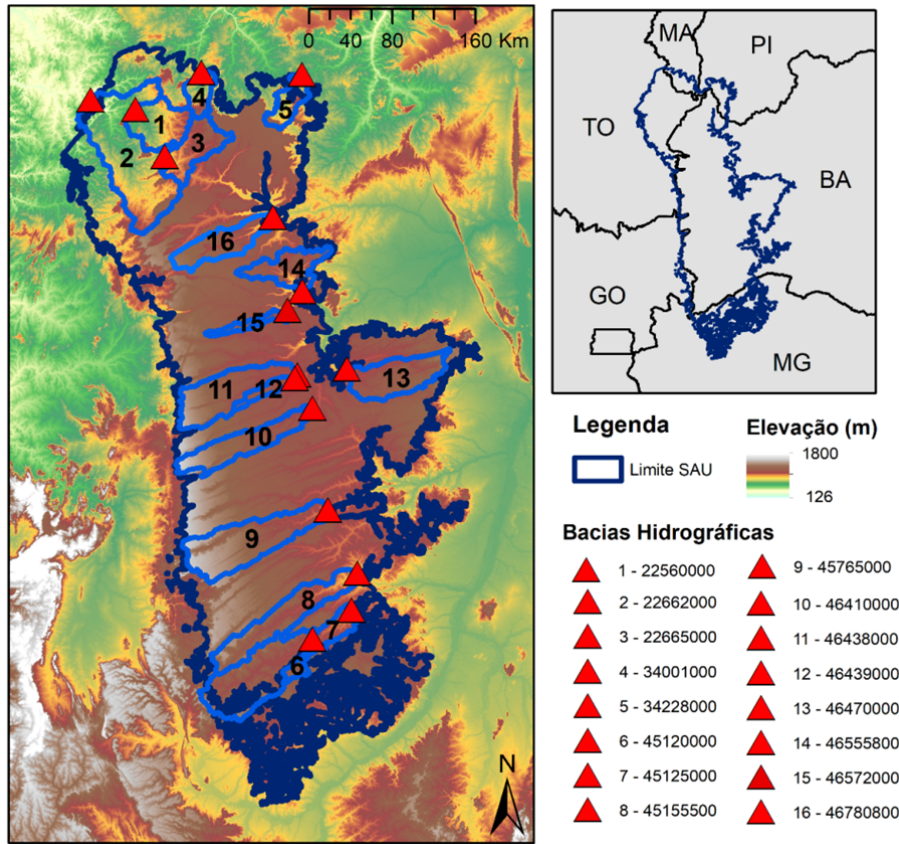 0 40 80 160 Km
4
5
1
3
2
16
14
15
11
12
13
10
9
8
7
6
N
MA
PI
TO
BA
GO
MG
Legenda
Limite SAU
Elevação (m)
1800
126
Bacias Hidrográficas
1 - 22560000
2 - 22662000
3 - 22665000
4 - 34001000
5 - 34228000
6 - 45120000
7 - 45125000
8 - 45155500
9 - 45765000
10 - 46410000
11 - 46438000
12 - 46439000
13 - 46470000
14 - 46555800
15 - 46572000
16 - 46780800